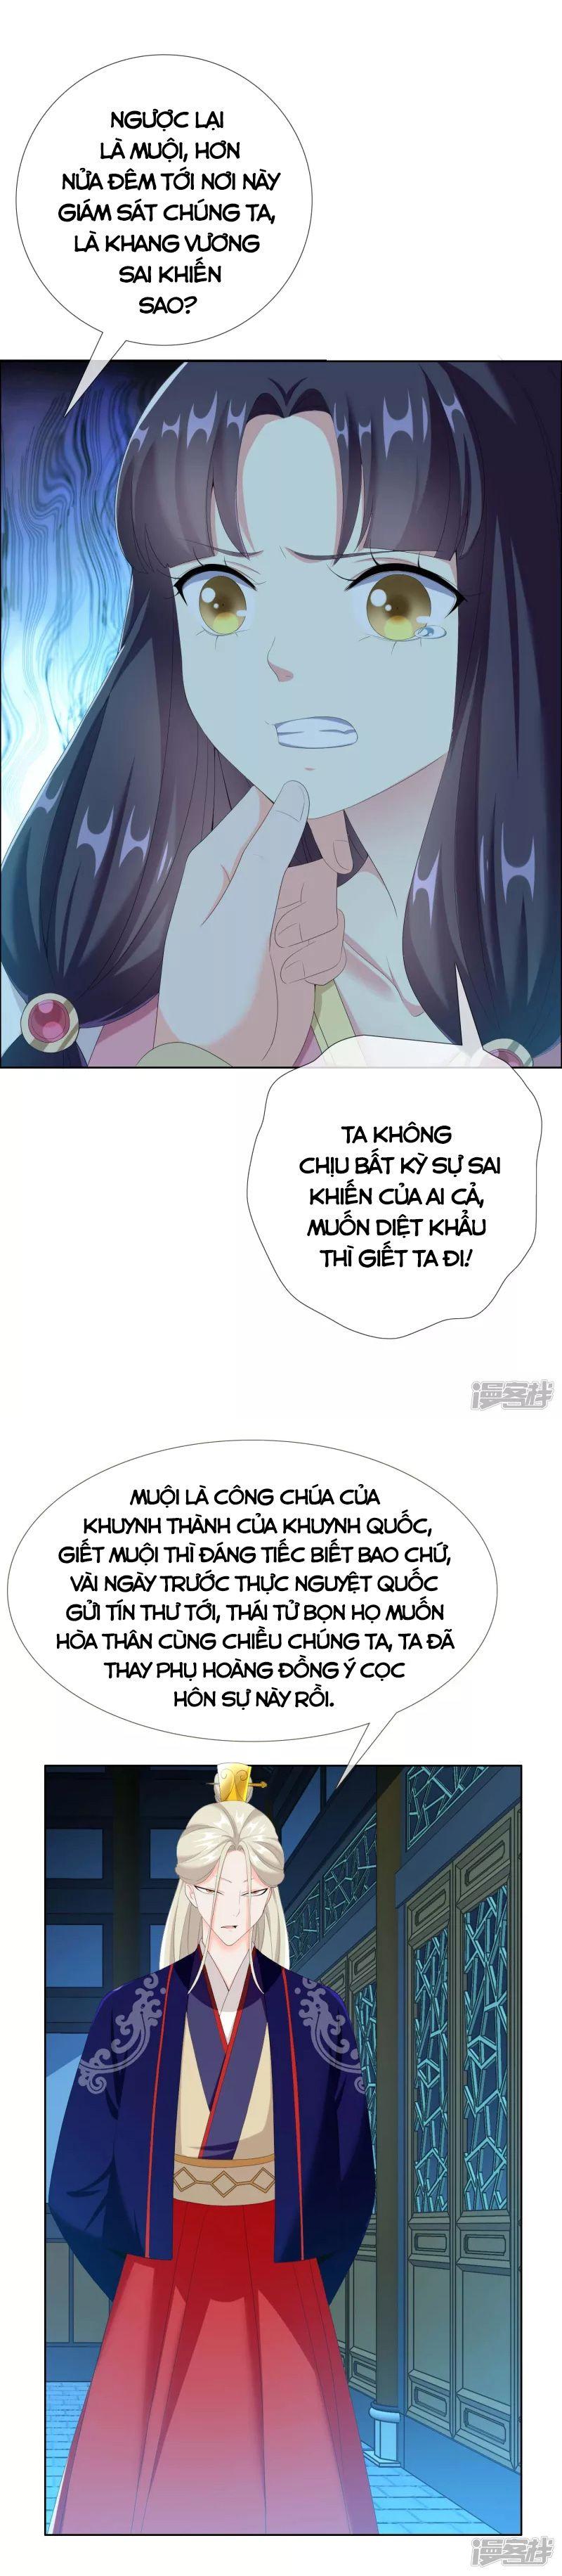 NGƯỢC LẠI
LÀ MUỘI, HƠN
NỬA ĐÊM TỚI NƠI NÀY
GIÁM SÁT CHÚNG TA,
LÀ KHANG VƯƠNG
SAI KHIẾN
SAO?
TA KHÔNG
CHỊU BẤT KỲ SỰ SAI
KHIẾN CỦA AI CẢ,
MUỐN DIỆT KHẨU
THÌ GIẾT TA ĐI!
漫客栈
MUỘI LÀ CÔNG CHÚA CỦA
KHUYNH THÀNH CỦA KHUYNH QUỐC,
GIẾT MUỘI THÌ ĐÁNG TIẾC BIẾT BAO CHỨ,
VÀI NGÀY TRƯỚC THỰC NGUYỆT QUỐC
GỬI TÍN THƯ TỚI, THÁI TỬ BỌN HỌ MUỐN
HÒA THÂN CÙNG CHIỀU CHÚNG TA, TA ĐÃ
THAY PHỤ HOÀNG ĐỒNG Ý CỌC
HÔN SỰ NÀY RỒI.
漫客栈